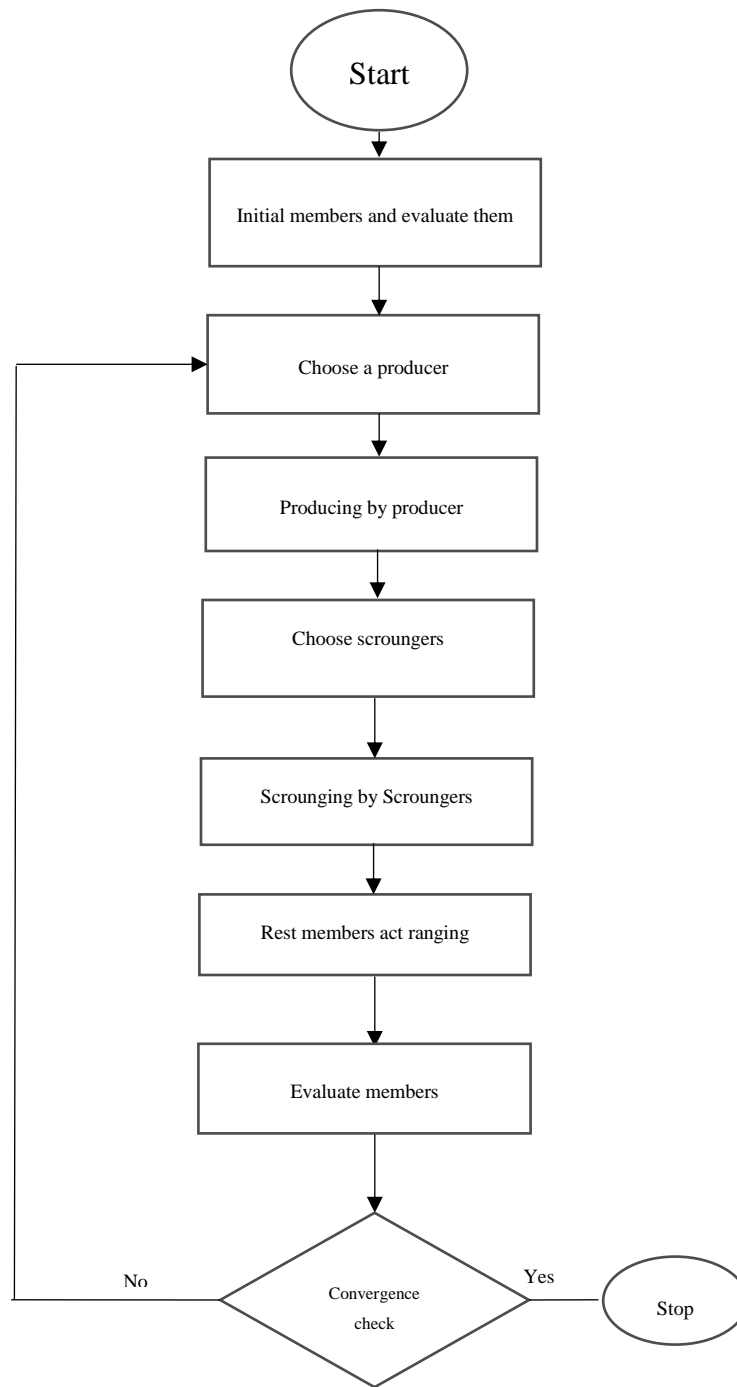 Start
Initial members and evaluate them
Choose a producer
Producing by producer
Choose scroungers
Scrounging by Scroungers
Rest members act ranging
Evaluate members
Convergence
check
No
Yes
Stop